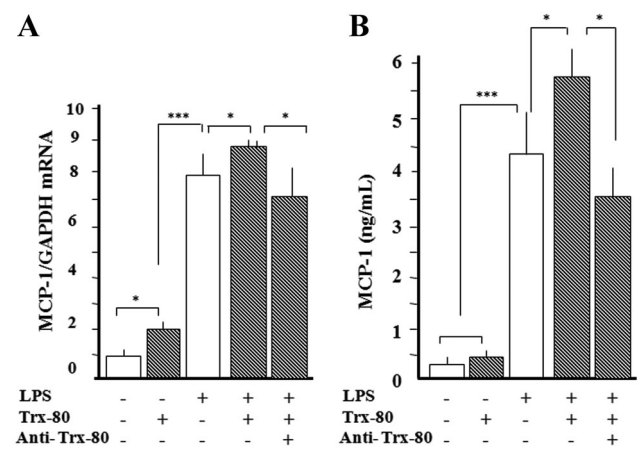 A
MCP-1/GAPDH mRNA
10
9
8
6
4
2
0
*
***
*
*
LPS - - + + +
Trx-80 - + - + +
Anti-Trx-80 - - - - +
B
MCP-1 (ng/mL)
6
5
4
3
2
1
0
***
*
*
LPS - - + + +
Trx-80 - + - + +
Anti-Trx-80 - - - - +